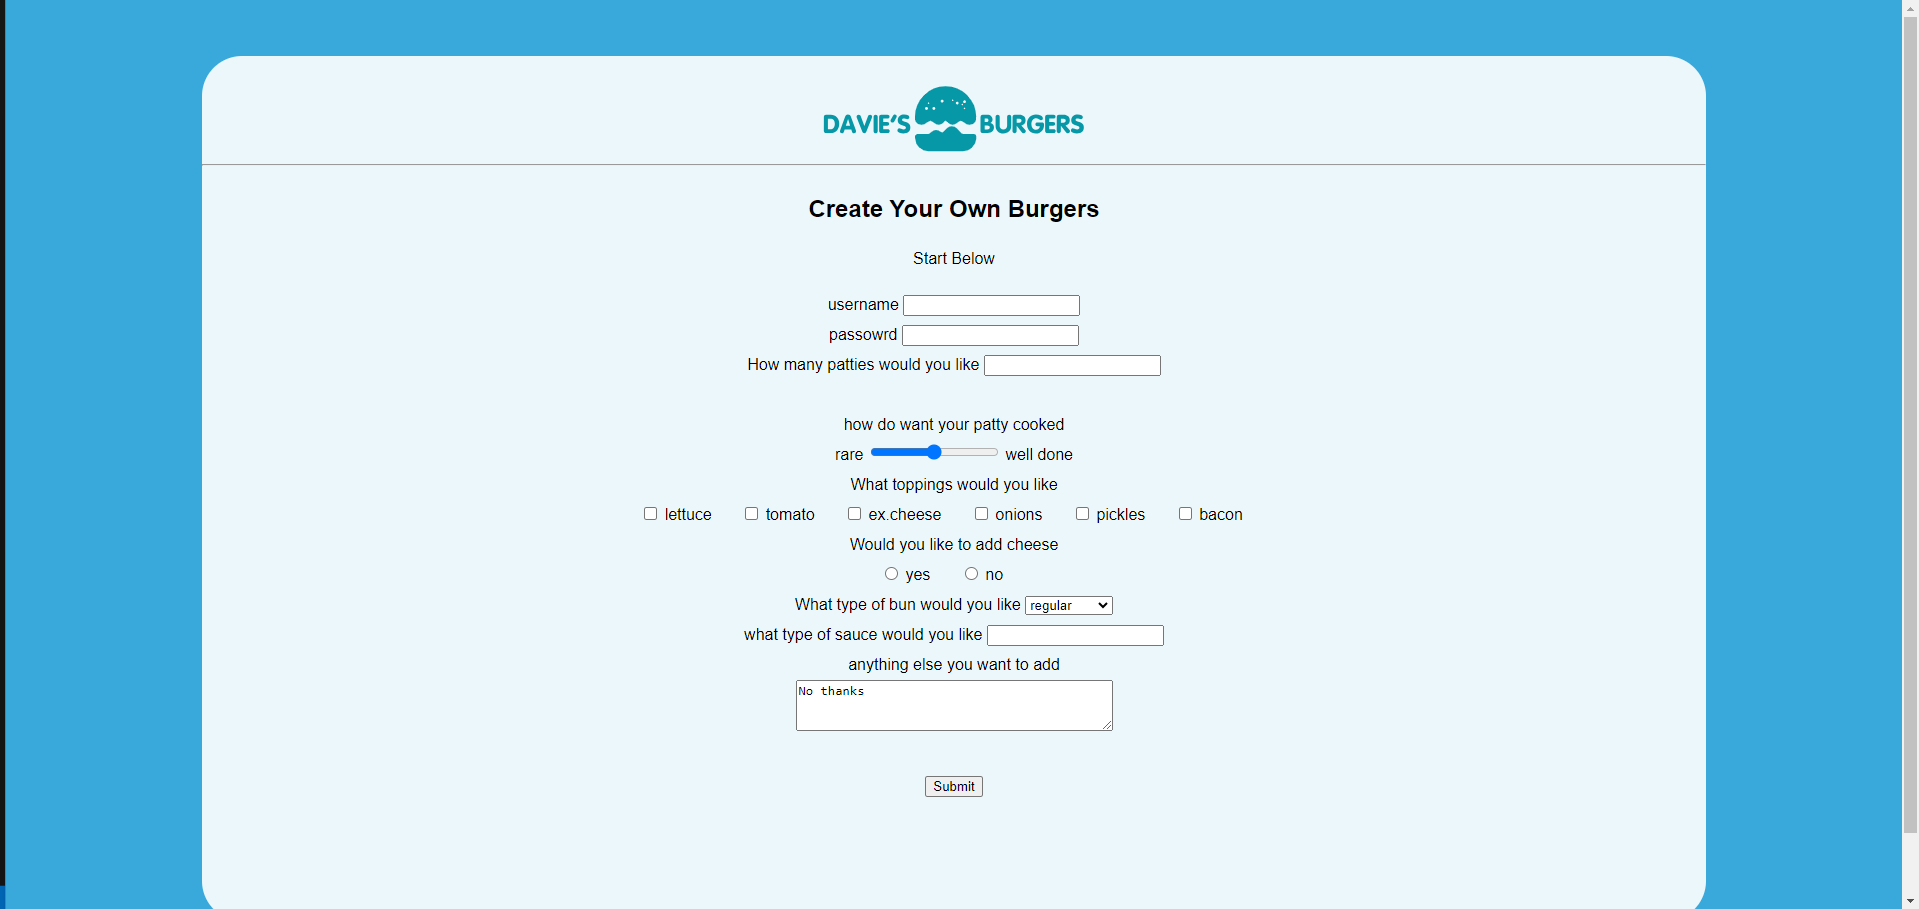 DAVIE'S BURGERS
Create Your Own Burgers
Start Below
username
passowrd
How many patties would you like
how do want your patty cooked
rare well done
What toppings would you like
lettuce tomato ex.cheese onions pickles bacon
Would you like to add cheese
yes no
What type of bun would you like regular
what type of sauce would you like
anything else you want to add
No thanks
Submit